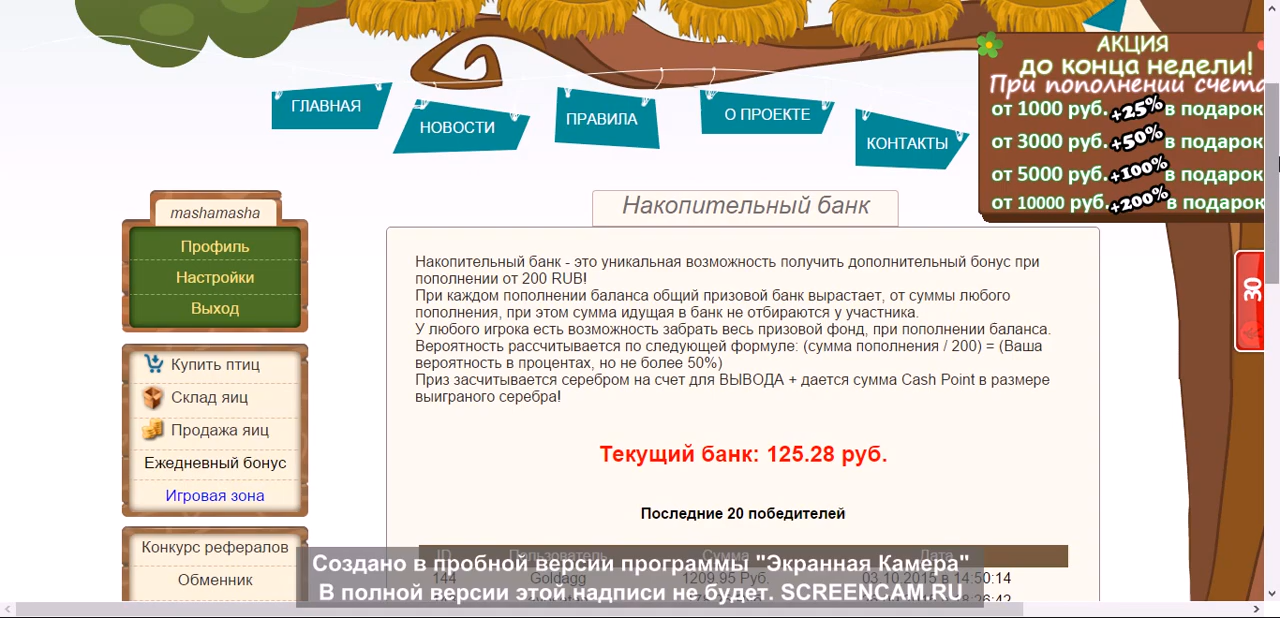 АКЦИЯ
до конца недели!
При пополнении счета
от 1000 руб. +25% в подарок
от 3000 руб. +50% в подарок
от 5000 руб. +100% в подарок
от 10000 руб. +200% в подарок
ГЛАВНАЯ
НОВОСТИ
ПРАВИЛА
О ПРОЕКТЕ
КОНТАКТЫ
mashamasha
Профиль
Настройки
Выход
Купить птиц
Склад яиц
Продажа яиц
Ежедневный бонус
Игровая зона
Конкурс рефералов
Обменник
Накопительный банк
Накопительный банк - это уникальная возможность получить дополнительный бонус при
пополнении от 200 RUB!
При каждом пополнении баланса общий призовой банк вырастает, от суммы любого
пополнения, при этом сумма идущая в банк не отбираются у участника.
У любого игрока есть возможность забрать весь призовой фонд, при пополнении баланса.
Вероятность рассчитывается по следующей формуле: (сумма пополнения / 200) = (Ваша
вероятность в процентах, но не более 50%)
Приз засчитывается серебром на счет для ВЫВОДА + дается сумма Cash Point в размере
выиграного серебра!
Текущий банк: 125.28 руб.
Последние 20 победителей
ID Пользователь Сумма Дата
144 Goldagg 1209.95 Руб. 03.10.2015 в 14:50:14
Создано в пробной версии программы "Экранная Камера"
В полной версии этой надписи не будет. SCREENCAM.RU
30